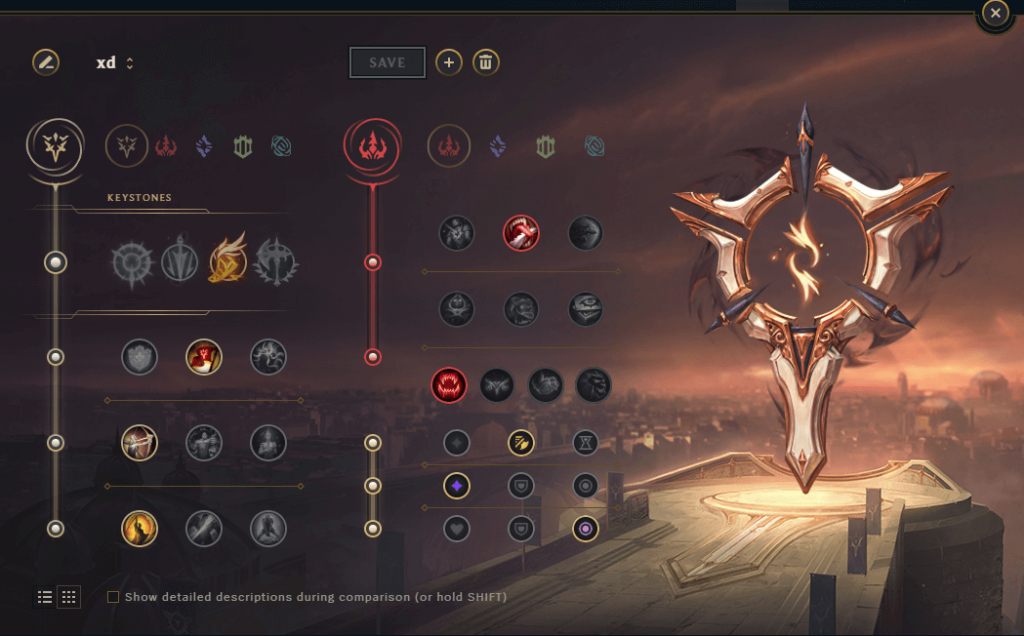 xd
SAVE
KEYSTONES
Show detailed descriptions during comparison (or hold SHIFT)